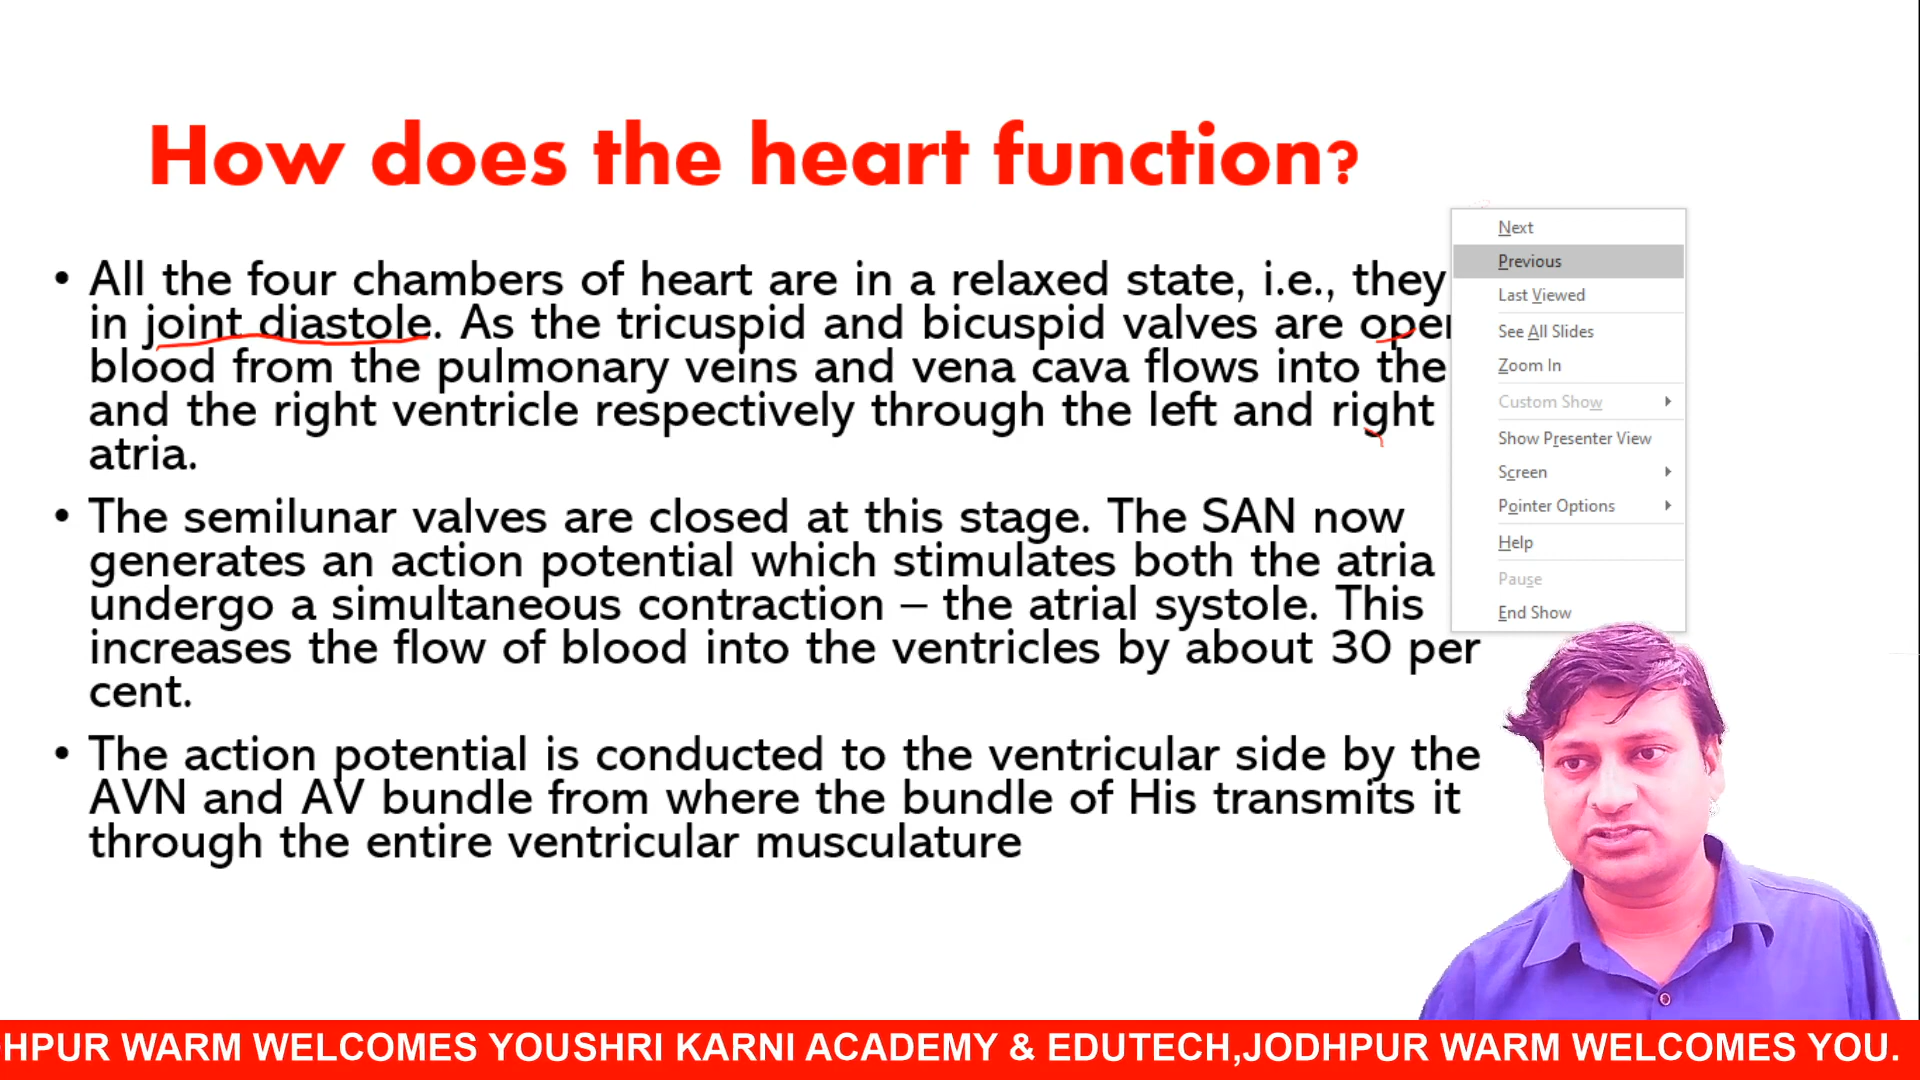 How does the heart function?
• All the four chambers of heart are in a relaxed state, i.e., they
in joint diastole. As the tricuspid and bicuspid valves are
blood from the pulmonary veins and vena cava flows into the
and the right ventricle respectively through the left and right
atria.
• The semilunar valves are closed at this stage. The SAN now
generates an action potential which stimulates both the atria
undergo a simultaneous contraction – the atrial systole. This
increases the flow of blood into the ventricles by about 30 per
cent.
• The action potential is conducted to the ventricular side by the
AVN and AV bundle from where the bundle of His transmits it
through the entire ventricular musculature
Next
Previous
Last Viewed
See All Slides
Zoom In
Custom Show
Show Presenter View
Screen
Pointer Options
Help
Pause
End Show
HPUR WARM WELCOMES YOUSHRI KARNI ACADEMY & EDUTECH,JODHPUR WARM WELCOMES YOU.